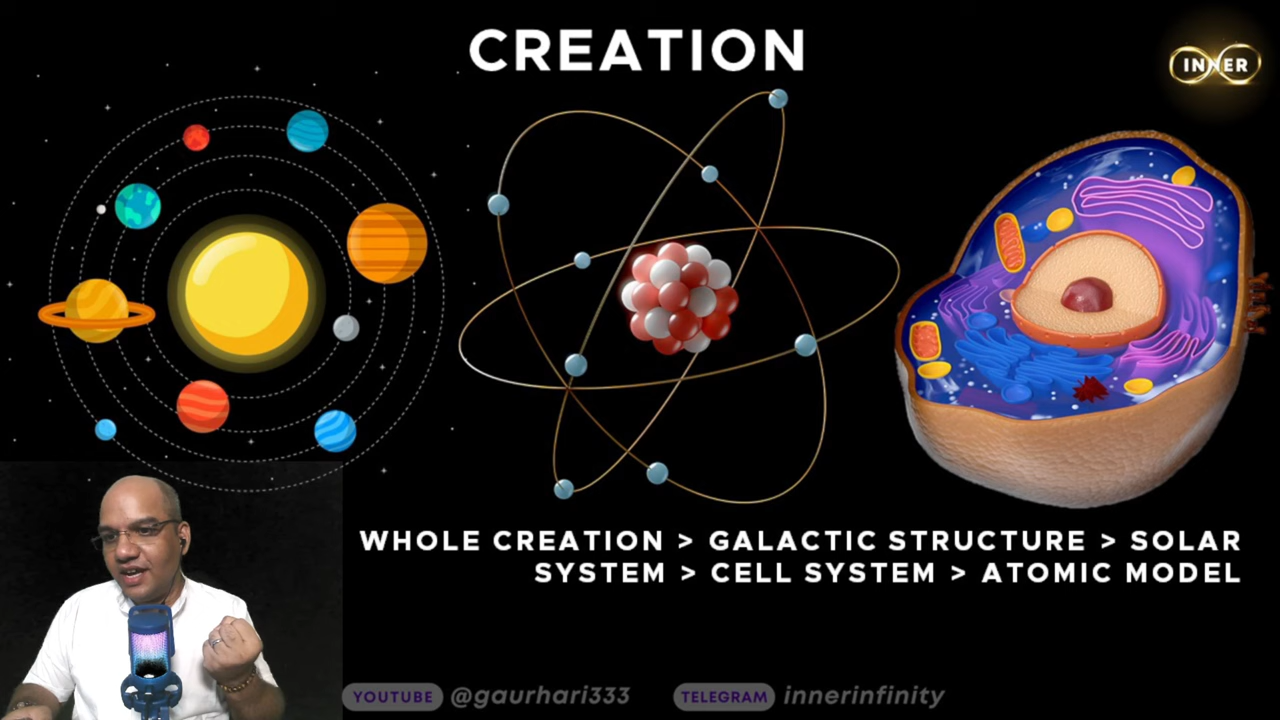 CREATION
INNER
WHOLE CREATION > GALACTIC STRUCTURE > SOLAR
SYSTEM > CELL SYSTEM > ATOMIC MODEL
YOUTUBE @gaurhari333 TELEGRAM innerinfinity